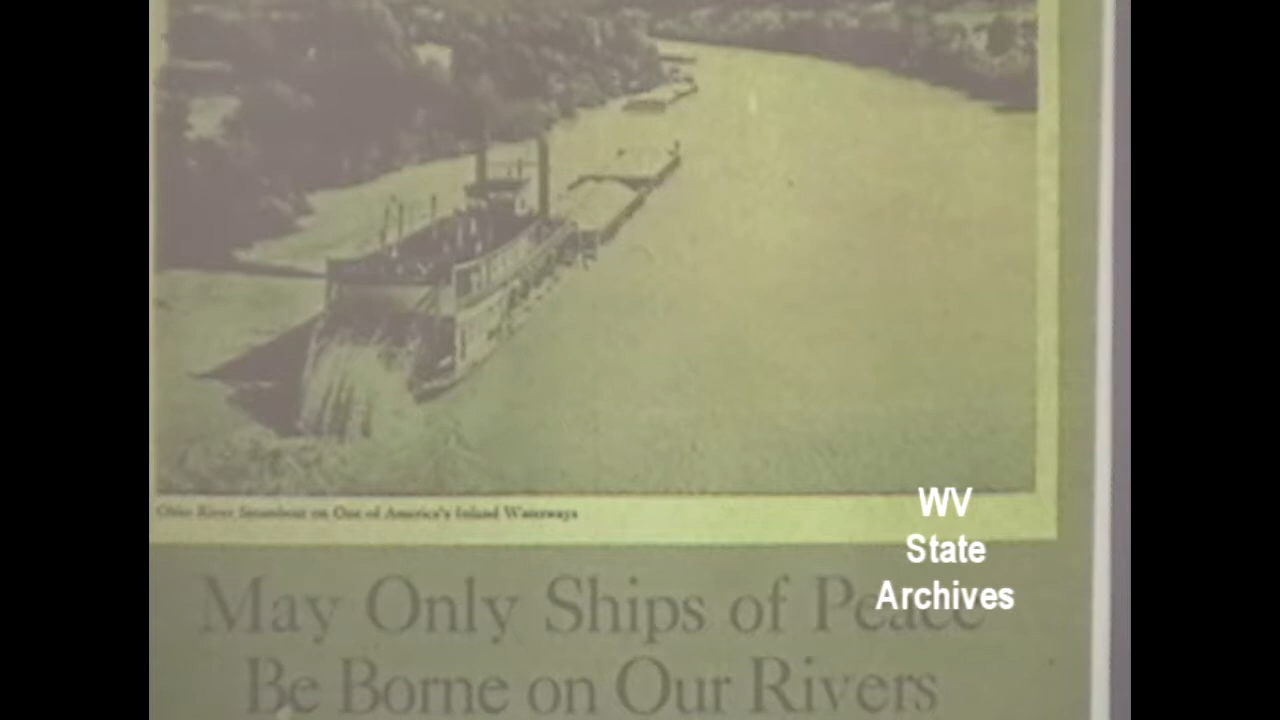 Ohio River Steamboat on One of America's Inland Waterways
WV
State
Archives
May Only Ships of Peace
Be Borne on Our Rivers